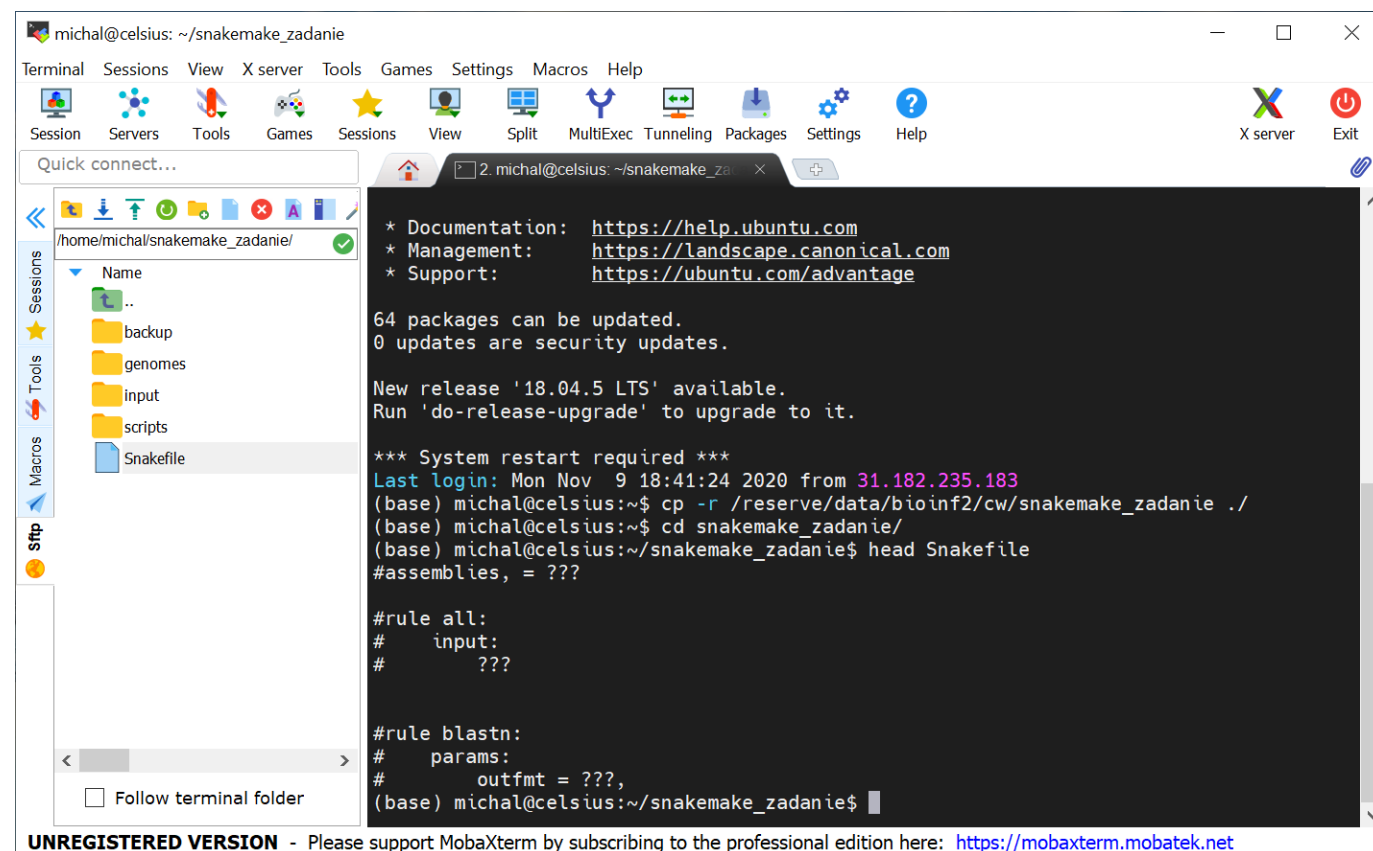 michal@celsius: ~/snakemake_zadanie
Terminal Sessions View X server Tools Games Settings Macros Help
Session Servers Tools Games Sessions View Split MultiExec Tunneling Packages Settings Help X server Exit
Quick connect...
2. michal@celsius: ~/snakemake_za
/home/michal/snakemake_zadanie/
Name
..
backup
genomes
input
scripts
Snakefile
Sessions
Tools
Macros
Sftp
Follow terminal folder
* Documentation: https://help.ubuntu.com
* Management: https://landscape.canonical.com
* Support: https://ubuntu.com/advantage
64 packages can be updated.
0 updates are security updates.
New release '18.04.5 LTS' available.
Run 'do-release-upgrade' to upgrade to it.
*** System restart required ***
Last login: Mon Nov  9 18:41:24 2020 from 31.182.235.183
(base) michal@celsius:~$ cp -r /reserve/data/bioinf2/cw/snakemake_zadanie ./
(base) michal@celsius:~$ cd snakemake_zadanie/
(base) michal@celsius:~/snakemake_zadanie$ head Snakefile
#assemblies, = ???
#rule all:
#    input:
#        ???
#rule blastn:
#    params:
#        outfmt = ???,
(base) michal@celsius:~/snakemake_zadanie$
UNREGISTERED VERSION - Please support MobaXterm by subscribing to the professional edition here: https://mobaxterm.mobatek.net